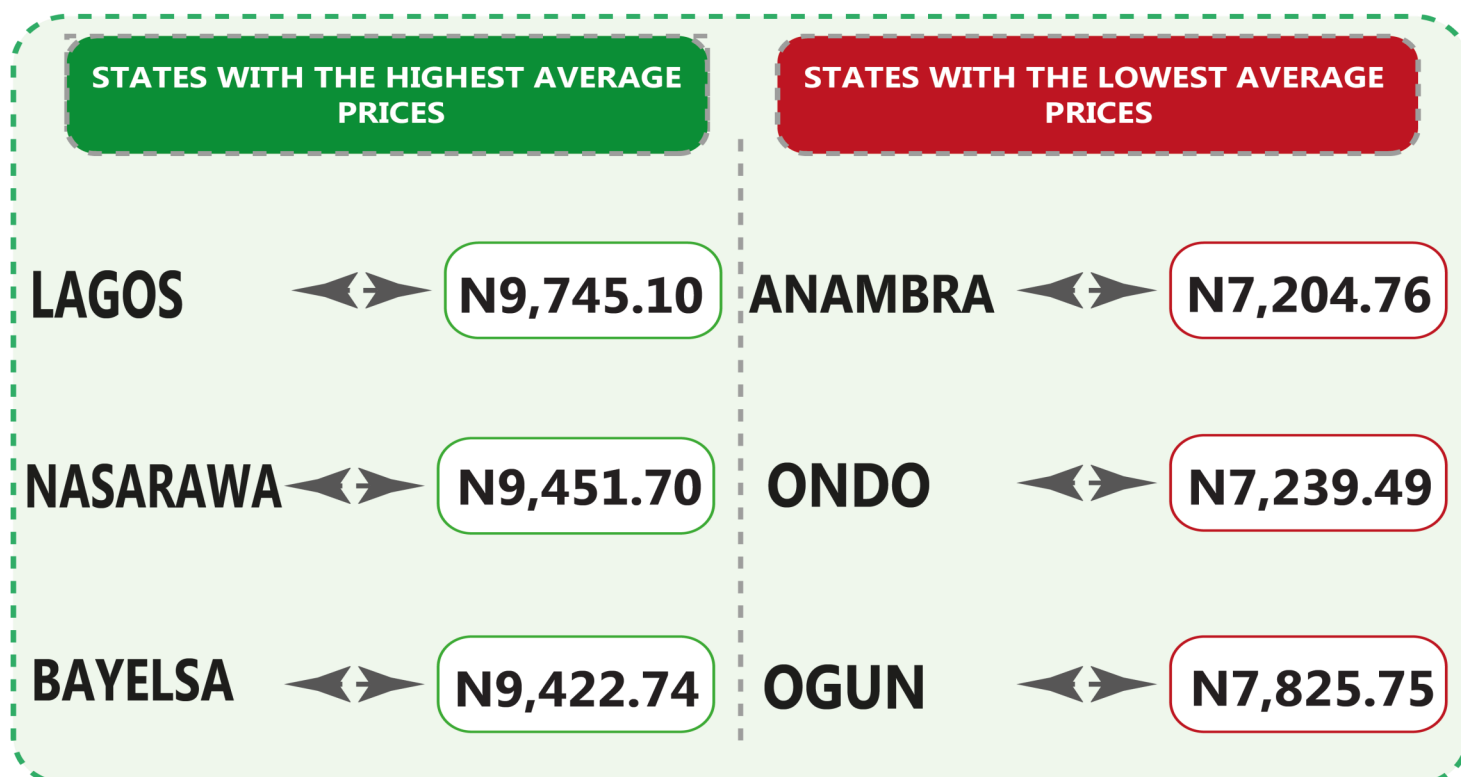 STATES WITH THE HIGHEST AVERAGE
PRICES
LAGOS N9,745.10
NASARAWA N9,451.70
BAYELSA N9,422.74
STATES WITH THE LOWEST AVERAGE
PRICES
ANAMBRA N7,204.76
ONDO N7,239.49
OGUN N7,825.75